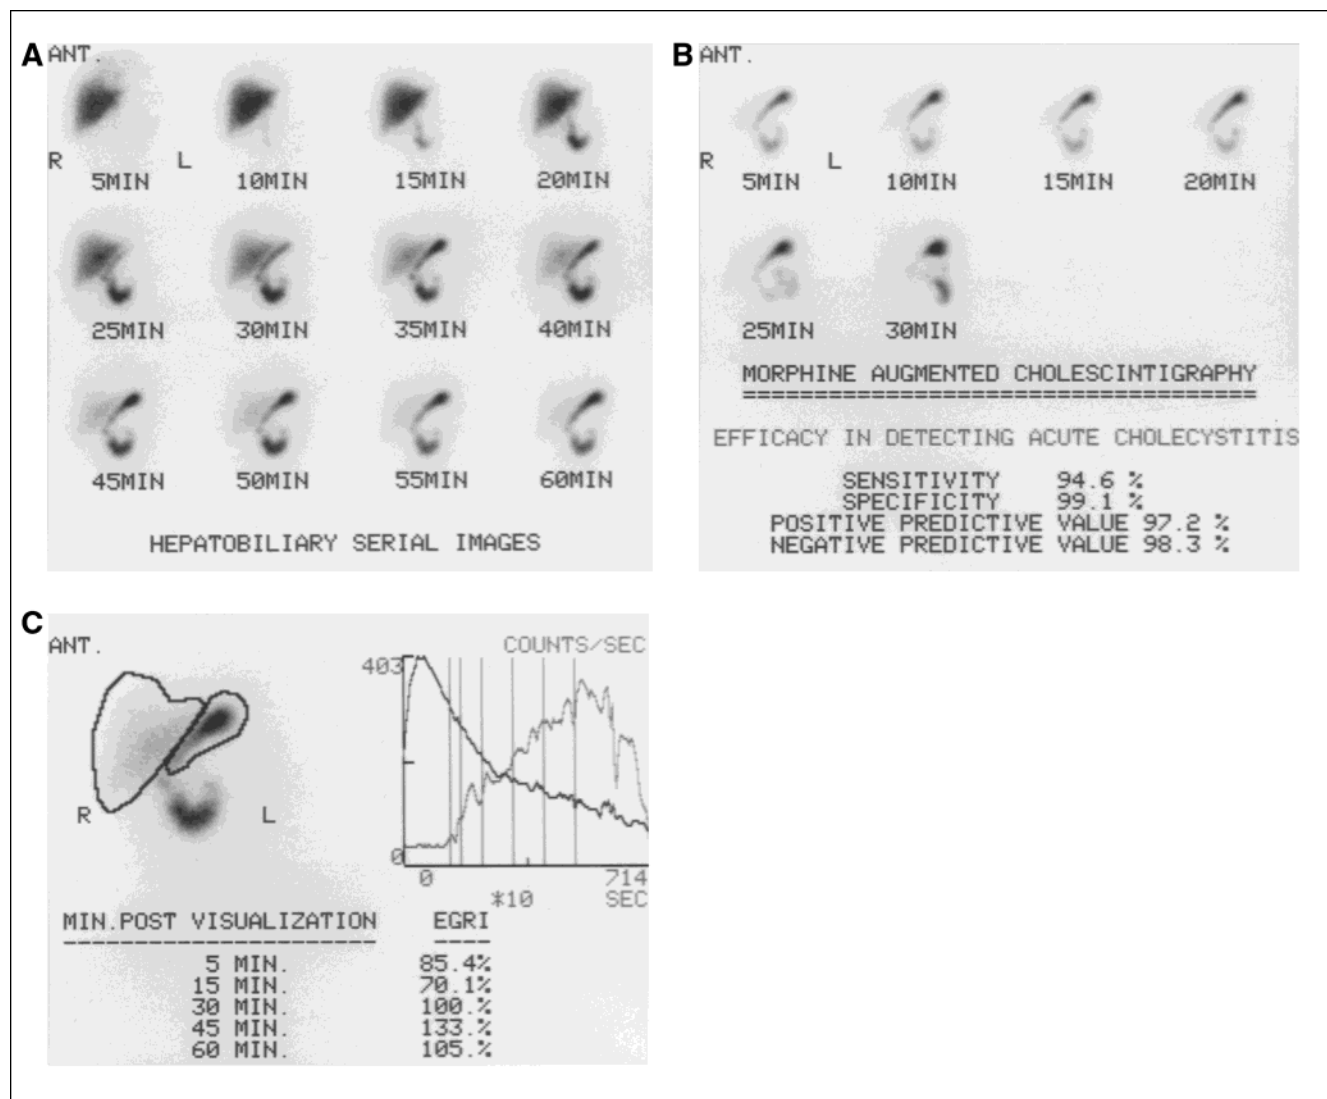 A
ANT.
R L
5MIN 10MIN 15MIN 20MIN
25MIN 30MIN 35MIN 40MIN
45MIN 50MIN 55MIN 60MIN
HEPATOBILIARY SERIAL IMAGES
B
ANT.
R L
5MIN 10MIN 15MIN 20MIN
25MIN 30MIN
MORPHINE AUGMENTED CHOLESCINTIGRAPHY
EFFICACY IN DETECTING ACUTE CHOLECYSTITIS
SENSITIVITY 94.6 %
SPECIFICITY 99.1 %
POSITIVE PREDICTIVE VALUE 97.2 %
NEGATIVE PREDICTIVE VALUE 98.3 %
C
ANT.
R L
COUNTS/SEC
403
0
0 714
*10 SEC
MIN.POST VISUALIZATION EGRI
5 MIN. 85.4%
15 MIN. 70.1%
30 MIN. 100.%
45 MIN. 133.%
60 MIN. 105.%